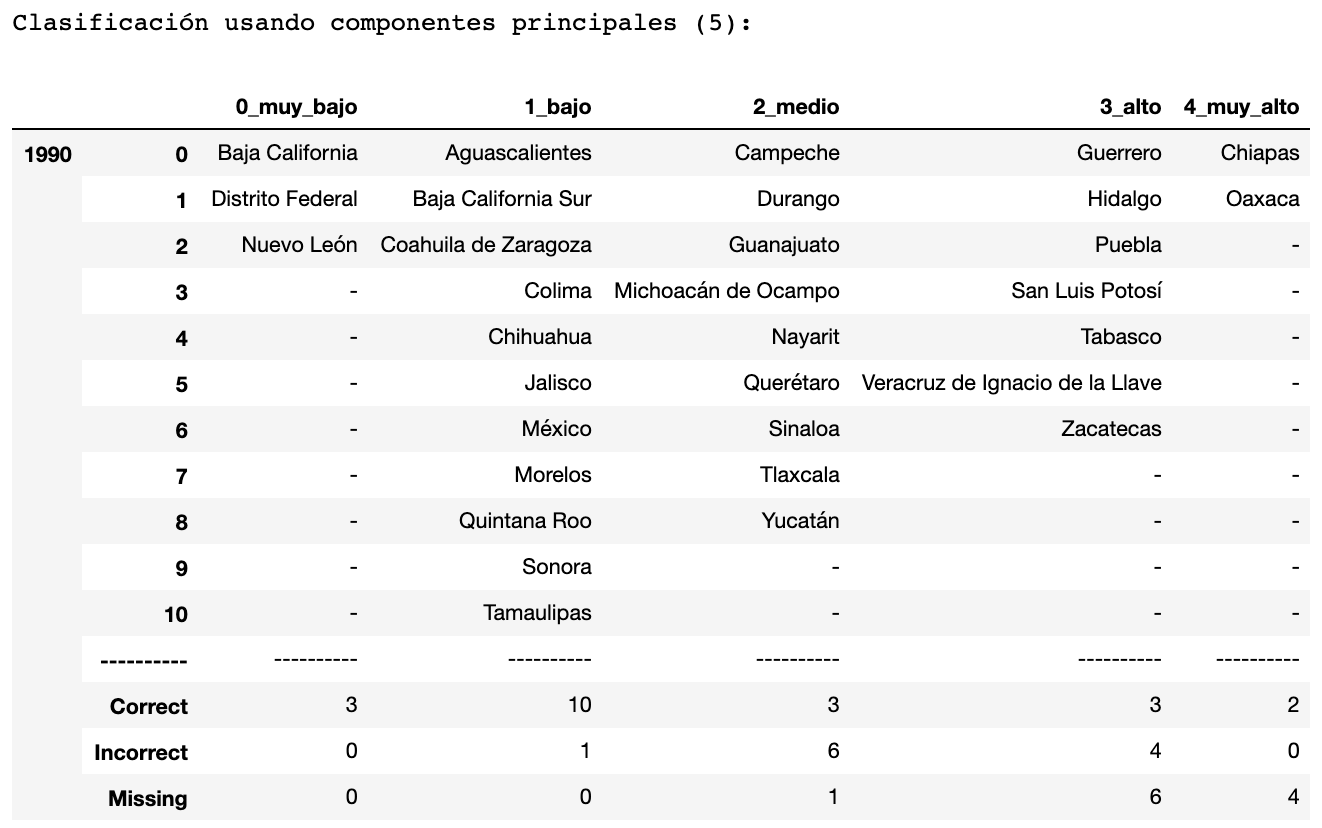 Clasificación usando componentes principales (5):
0_muy_bajo 1_bajo 2_medio 3_alto 4_muy_alto
1990 0 Baja California Aguascalientes Campeche Guerrero Chiapas
1 Distrito Federal Baja California Sur Durango Hidalgo Oaxaca
2 Nuevo León Coahuila de Zaragoza Guanajuato Puebla -
3 - Colima Michoacán de Ocampo San Luis Potosí -
4 - Chihuahua Nayarit Tabasco -
5 - Jalisco Querétaro Veracruz de Ignacio de la Llave -
6 - México Sinaloa Zacatecas -
7 - Morelos Tlaxcala - -
8 - Quintana Roo Yucatán - -
9 - Sonora - - -
10 - Tamaulipas - - -
---------- ---------- ---------- ---------- ---------- ----------
Correct 3 10 3 3 2
Incorrect 0 1 6 4 0
Missing 0 0 1 6 4